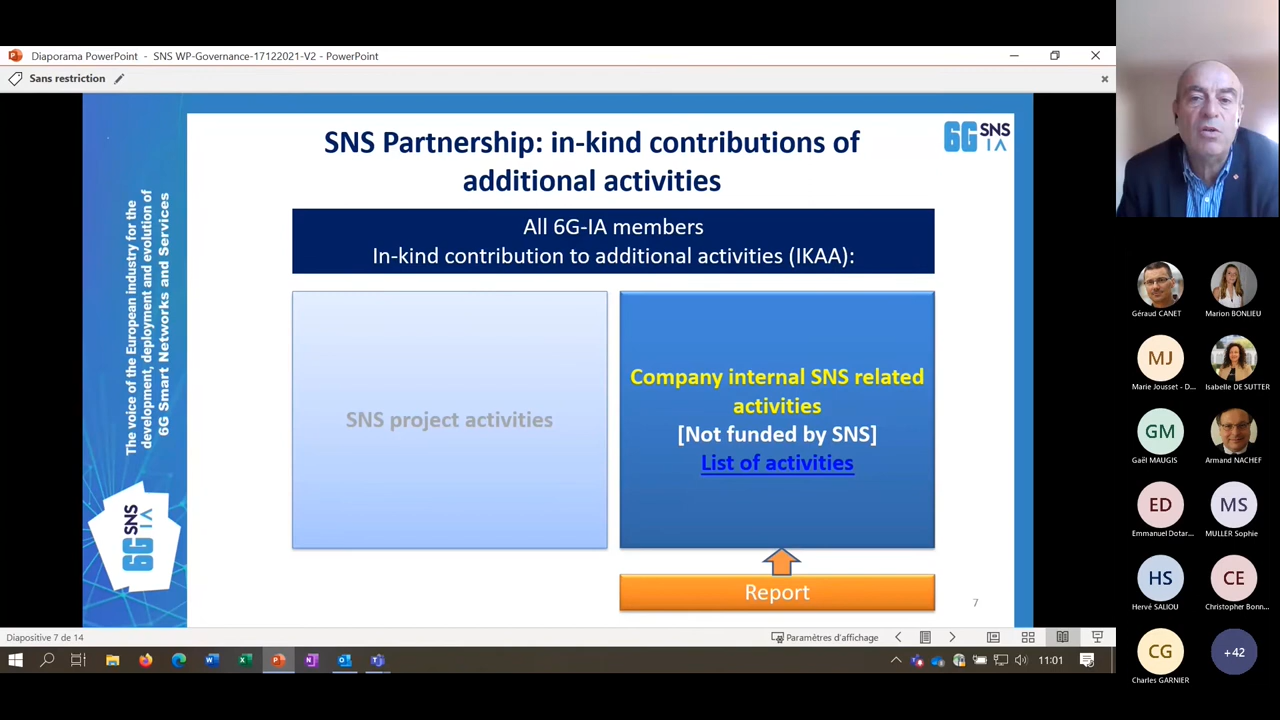 Diaporama PowerPoint - SNS WP-Governance-17122021-V2 - PowerPoint
Sans restriction
The voice of the European industry for the
development, deployment and evolution of
6G Smart Networks and Services
6G SNS
IA
SNS Partnership: in-kind contributions of
additional activities
6G SNS
IA
All 6G-IA members
In-kind contribution to additional activities (IKAA):
SNS project activities
Company internal SNS related
activities
[Not funded by SNS]
List of activities
Report
7
Diapositive 7 de 14
Paramètres d'affichage
11:01
Géraud CANET
Marion BONLIEU
MJ
Marie Jousset - D...
Isabelle DE SUTTER
GM
Gaël MAUGIS
Armand NACHEF
ED
Emmanuel Dotar...
MS
MULLER Sophie
HS
Hervé SALIOU
CE
Christopher Bonn...
CG
Charles GARNIER
+42